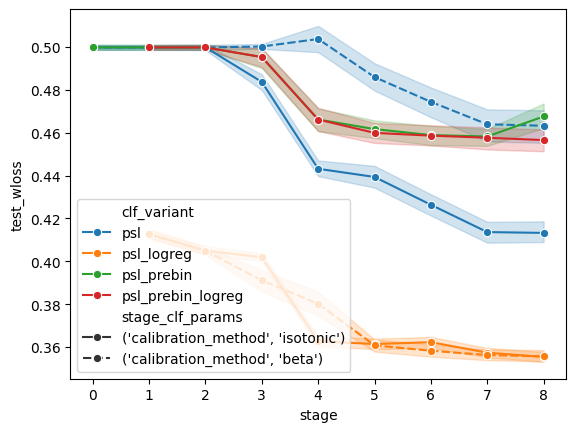 test_wloss
0.50
0.48
0.46
0.44
0.42
0.40
0.38
0.36
clf_variant
psl
psl_logreg
psl_prebin
psl_prebin_logreg
stage_clf_params
('calibration_method', 'isotonic')
('calibration_method', 'beta')
0 1 2 3 4 5 6 7 8
stage